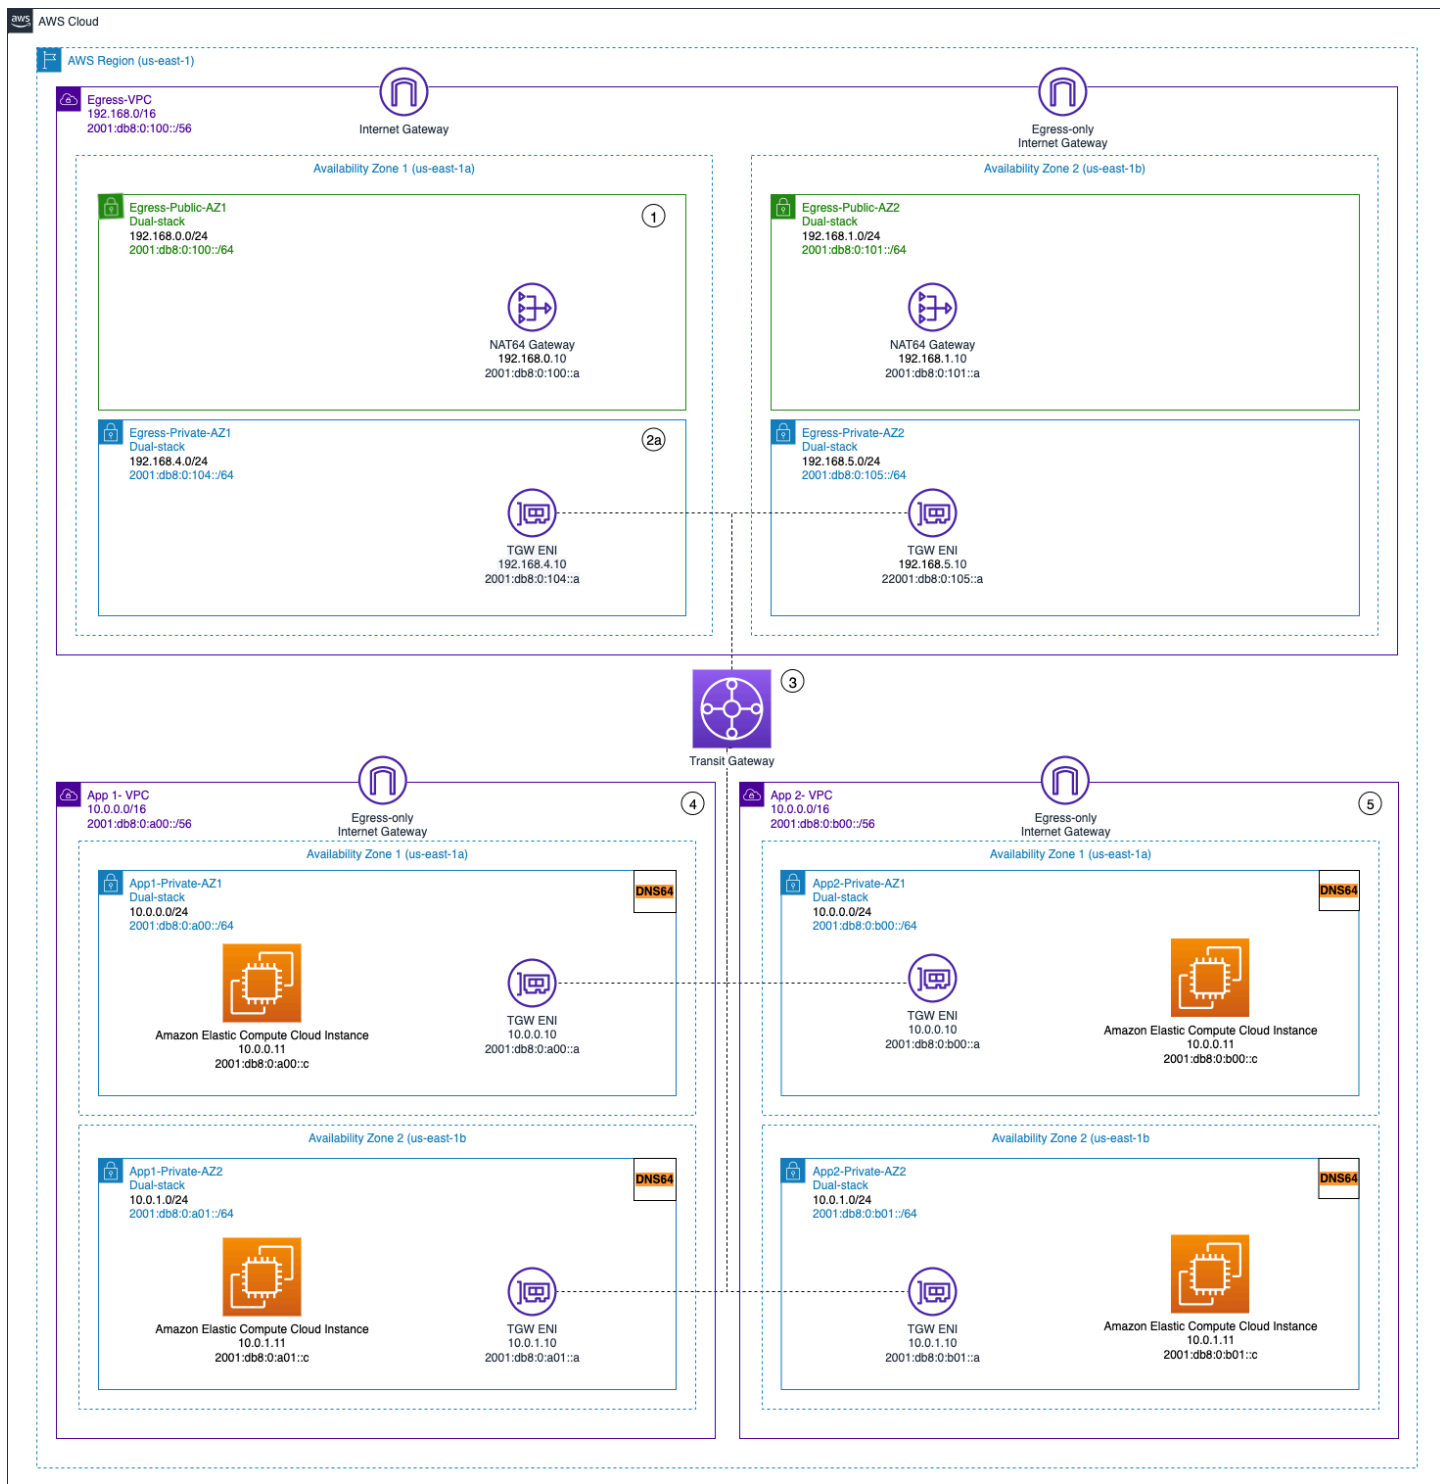 aws
AWS Cloud
AWS Region (us-east-1)
Egress-VPC
192.168.0/16
2001:db8:0:100::/56
Internet Gateway
Egress-only
Internet Gateway
Availability Zone 1 (us-east-1a)
Egress-Public-AZ1
Dual-stack
192.168.0.0/24
2001:db8:0:100::/64
1
NAT64 Gateway
192.168.0.10
2001:db8:0:100::a
Egress-Private-AZ1
Dual-stack
192.168.4.0/24
2001:db8:0:104::/64
2a
TGW ENI
192.168.4.10
2001:db8:0:104::a
Availability Zone 2 (us-east-1b)
Egress-Public-AZ2
Dual-stack
192.168.1.0/24
2001:db8:0:101::/64
NAT64 Gateway
192.168.1.10
2001:db8:0:101::a
Egress-Private-AZ2
Dual-stack
192.168.5.0/24
2001:db8:0:105::/64
TGW ENI
192.168.5.10
22001:db8:0:105::a
3
Transit Gateway
App 1- VPC
10.0.0.0/16
2001:db8:0:a00::/56
Egress-only
Internet Gateway
4
Availability Zone 1 (us-east-1a)
App1-Private-AZ1
Dual-stack
10.0.0.0/24
2001:db8:0:a00::/64
DNS64
Amazon Elastic Compute Cloud Instance
10.0.0.11
2001:db8:0:a00::c
TGW ENI
10.0.0.10
2001:db8:0:a00::a
Availability Zone 2 (us-east-1b
App1-Private-AZ2
Dual-stack
10.0.1.0/24
2001:db8:0:a01::/64
DNS64
Amazon Elastic Compute Cloud Instance
10.0.1.11
2001:db8:0:a01::c
TGW ENI
10.0.1.10
2001:db8:0:a01::a
App 2- VPC
10.0.0.0/16
2001:db8:0:b00::/56
Egress-only
Internet Gateway
5
Availability Zone 1 (us-east-1a)
App2-Private-AZ1
Dual-stack
10.0.0.0/24
2001:db8:0:b00::/64
DNS64
TGW ENI
10.0.0.10
2001:db8:0:b00::a
Amazon Elastic Compute Cloud Instance
10.0.0.11
2001:db8:0:b00::c
Availability Zone 2 (us-east-1b
App2-Private-AZ2
Dual-stack
10.0.1.0/24
2001:db8:0:b01::/64
DNS64
TGW ENI
10.0.1.10
2001:db8:0:b01::a
Amazon Elastic Compute Cloud Instance
10.0.1.11
2001:db8:0:b01::c